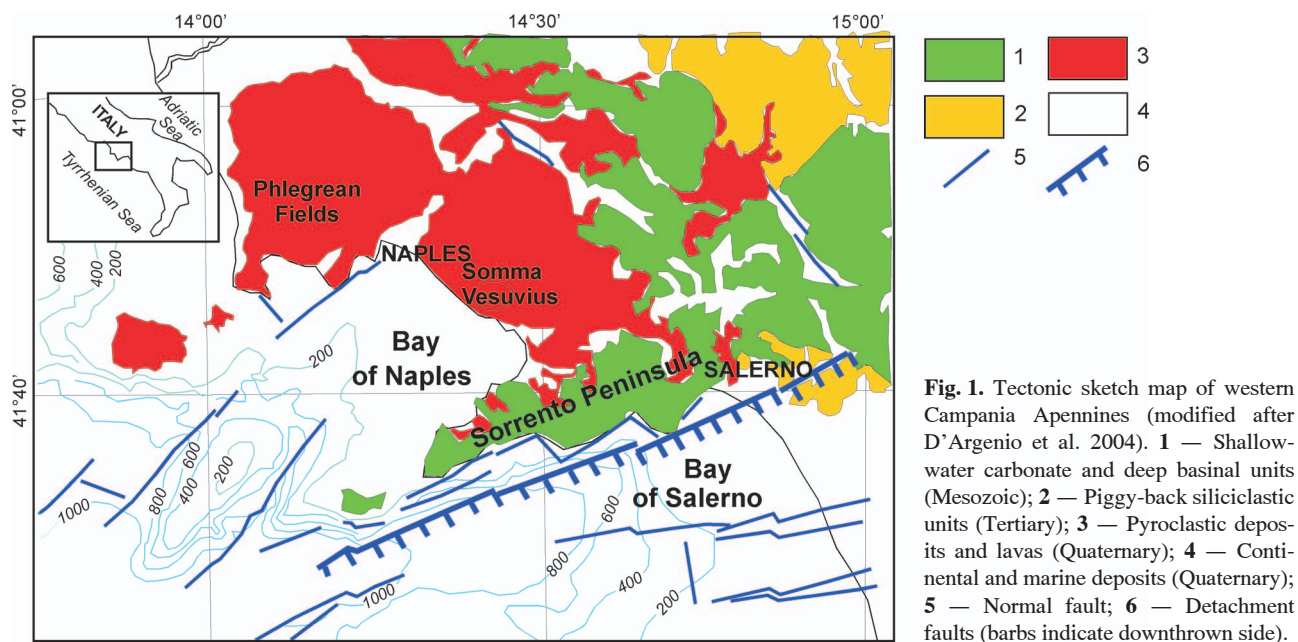 14°00'
14°30'
15°00'
41°00'
41°40'
ITALY
Adriatic
Sea
Tyrrhenian Sea
600
400
200
Phlegrean
Fields
NAPLES
Somma
Vesuvius
Bay
of Naples
200
Sorrento Peninsula
SALERNO
Bay
of Salerno
600
200
400
800
1000
1000
600
800
400
200
1
3
2
4
5
6
Fig. 1. Tectonic sketch map of western
Campania Apennines (modified after
D'Argenio et al. 2004). 1 — Shallow-
water carbonate and deep basinal units
(Mesozoic); 2 — Piggy-back siliciclastic
units (Tertiary); 3 — Pyroclastic depos-
its and lavas (Quaternary); 4 — Conti-
nental and marine deposits (Quaternary);
5 — Normal fault; 6 — Detachment
faults (barbs indicate downthrown side).